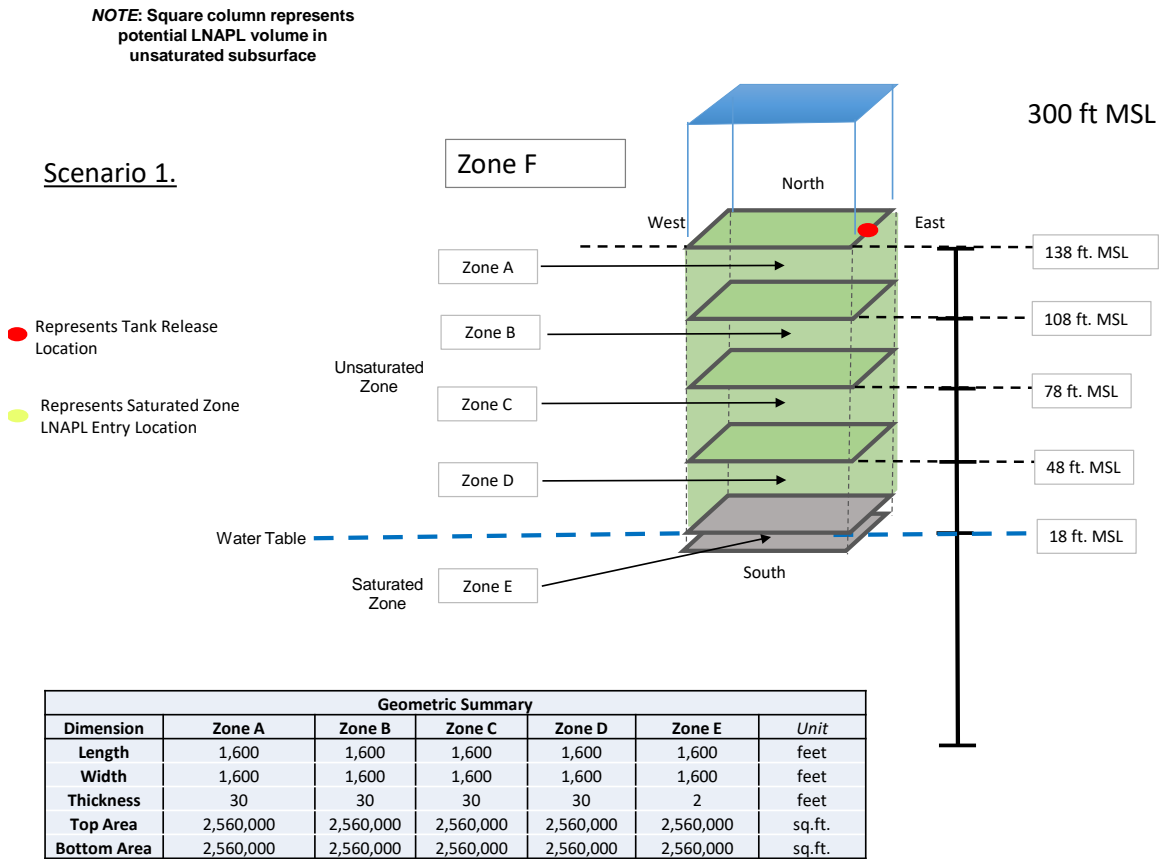 NOTE: Square column represents
potential LNAPL volume in
unsaturated subsurface
300 ft MSL
Scenario 1.
Zone F
North
West
East
138 ft. MSL
Zone A
108 ft. MSL
Represents Tank Release
Location
Zone B
Unsaturated
Zone
78 ft. MSL
Represents Saturated Zone
LNAPL Entry Location
Zone C
48 ft. MSL
Zone D
Water Table
18 ft. MSL
South
Saturated
Zone
Zone E
Geometric Summary
Dimension Zone A Zone B Zone C Zone D Zone E Unit
Length 1,600 1,600 1,600 1,600 1,600 feet
Width 1,600 1,600 1,600 1,600 1,600 feet
Thickness 30 30 30 30 2 feet
Top Area 2,560,000 2,560,000 2,560,000 2,560,000 2,560,000 sq.ft.
Bottom Area 2,560,000 2,560,000 2,560,000 2,560,000 2,560,000 sq.ft.